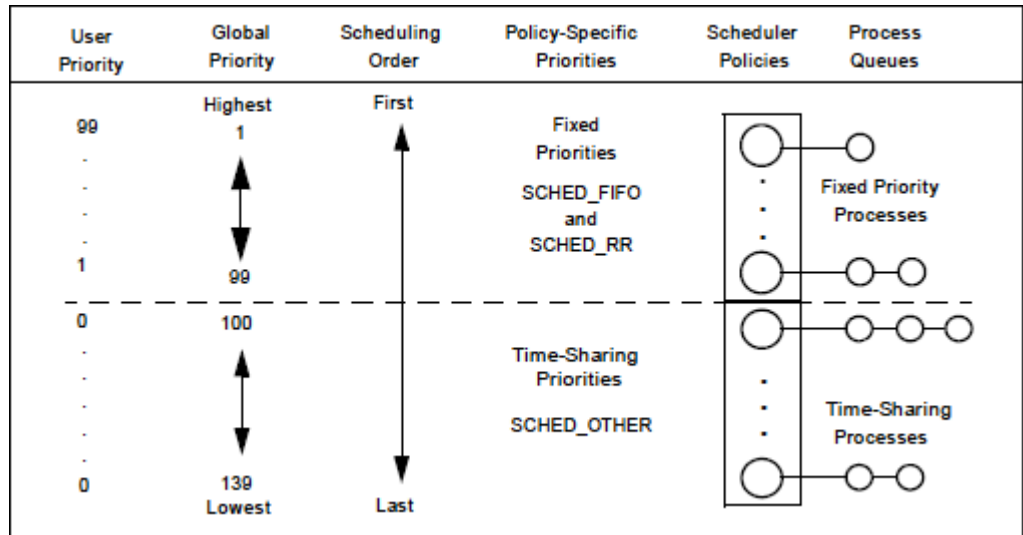 User Priority
Global Priority
Scheduling Order
Policy-Specific Priorities
Scheduler Policies
Process Queues
Highest
First
99
1
Fixed
Priorities
SCHED_FIFO
and
SCHED_RR
Fixed Priority
Processes
1
99
0
100
Time-Sharing
Priorities
SCHED_OTHER
Time-Sharing
Processes
0
139
Lowest
Last